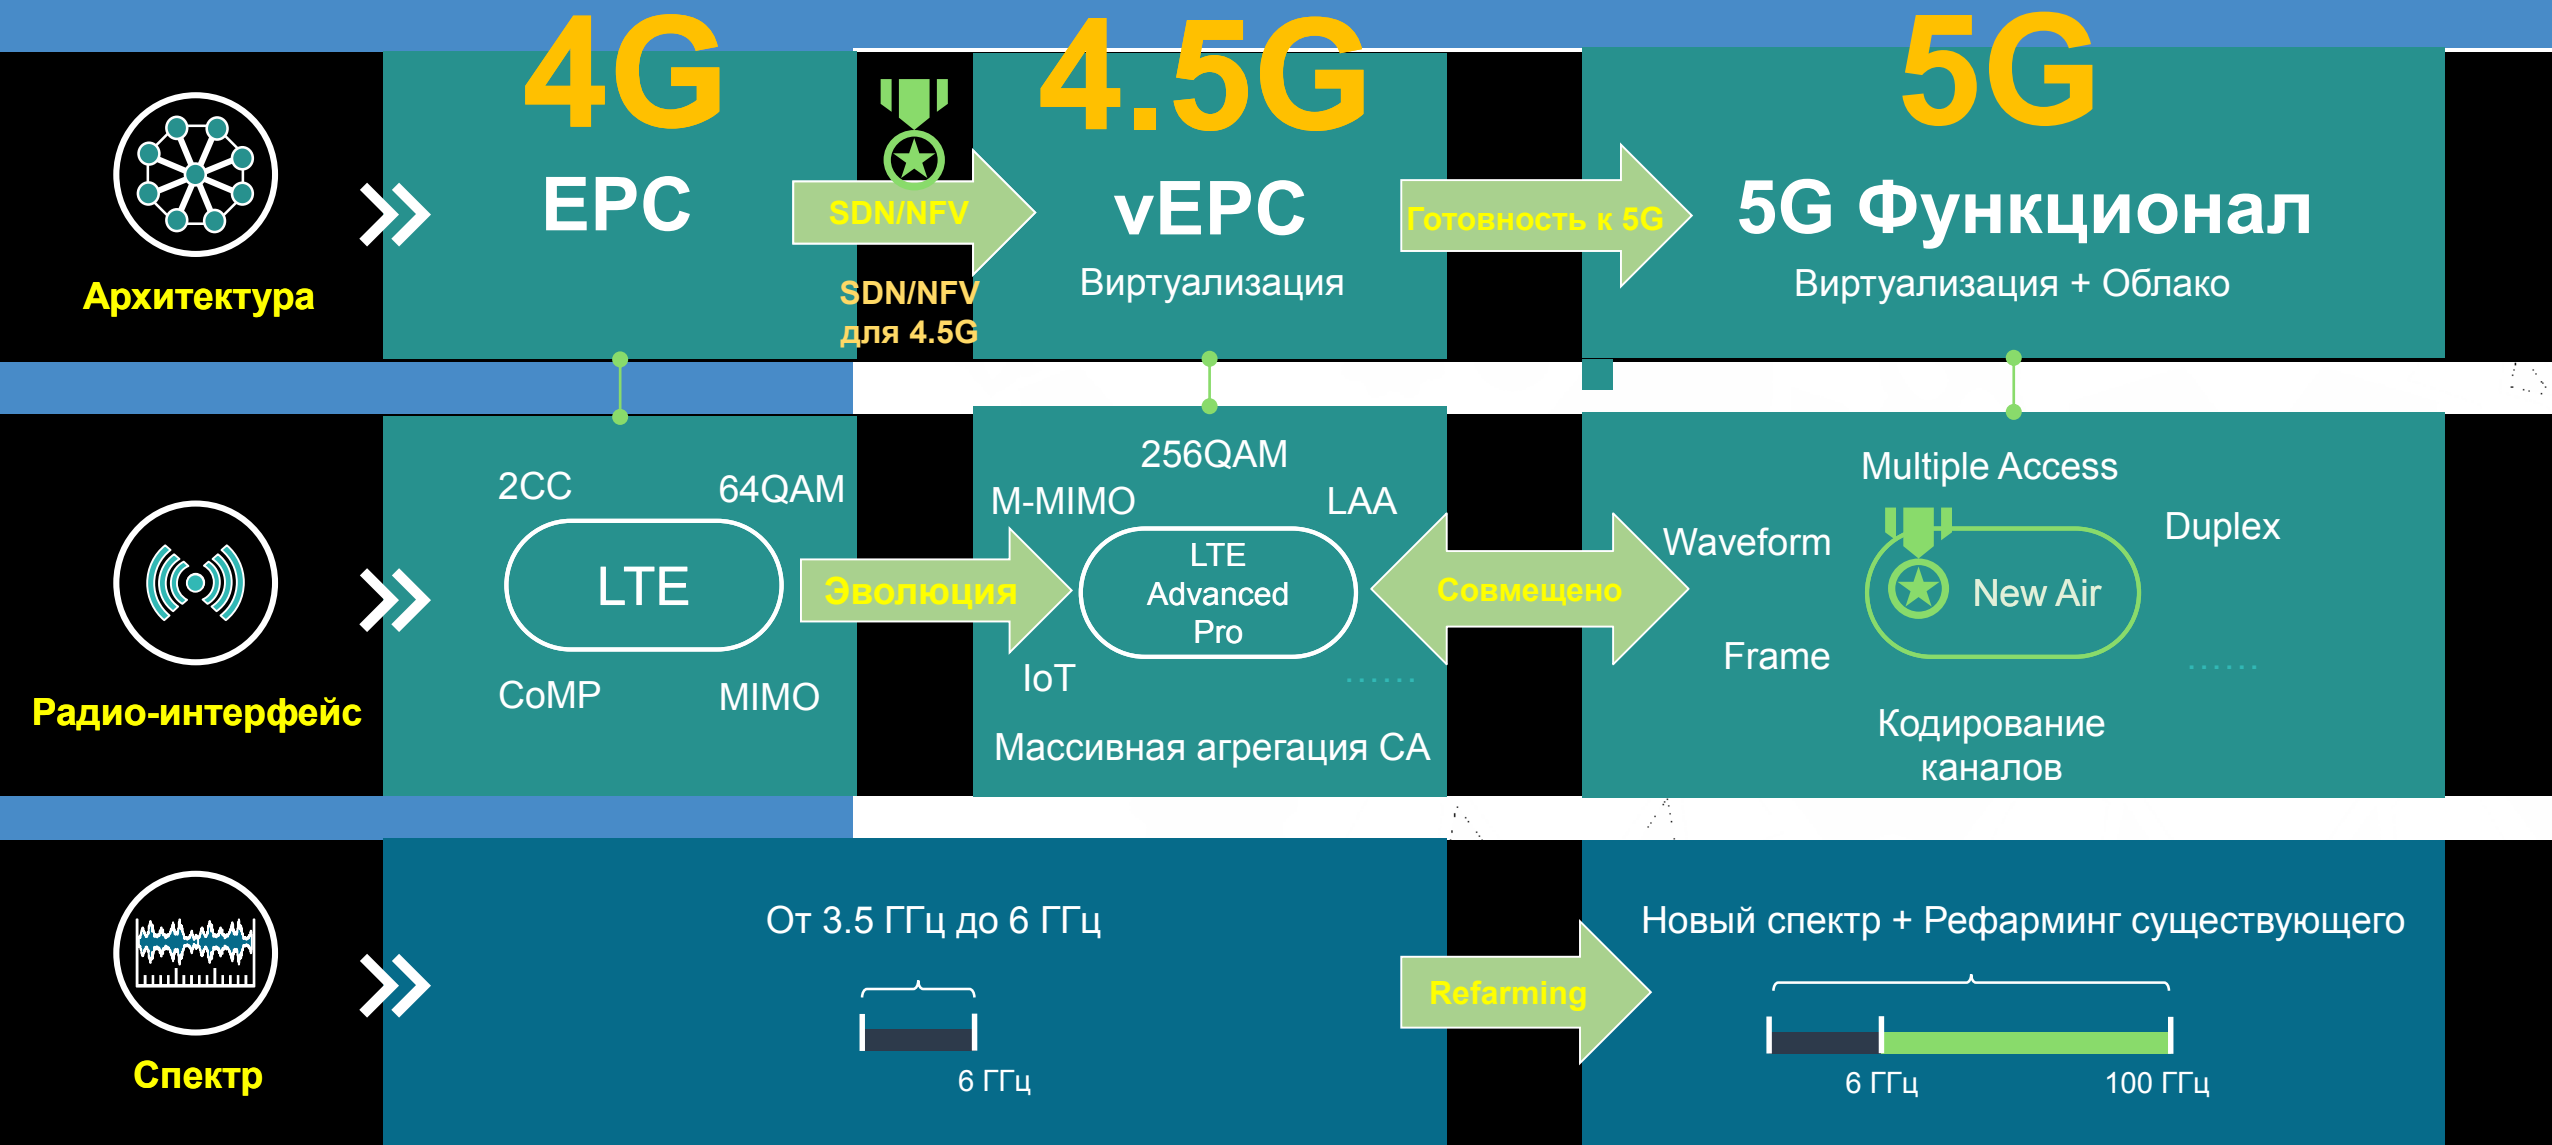 4G
4.5G
5G
EPC
SDN/NFV
vEPC
Готовность к 5G
5G Функционал
Архитектура
SDN/NFV
для 4.5G
Виртуализация
Виртуализация + Облако
2CC
64QAM
256QAM
M-MIMO
LAA
Multiple Access
Waveform
Duplex
LTE
Эволюция
LTE
Advanced
Pro
Совмещено
New Air
Frame
......
Радио-интерфейс
CoMP
MIMO
IoT
......
Массивная агрегация CA
Кодирование
каналов
От 3.5 ГГц до 6 ГГц
Новый спектр + Рефарминг существующего
Refarming
Спектр
6 ГГц
6 ГГц
100 ГГц